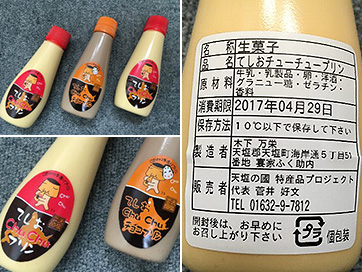 てしお
Chu Chu
プリン
てしお
Chu Chu
名称 生菓子
品名 てしおチューチュープリン
原材料 牛乳・乳製品・卵・洋酒・
グラニュー糖・ゼラチン・
香料
消費期限 2017年04月29日
保存方法 10℃以下で保存して下さい
木下 万栄
天塩郡天塩町海岸通5丁目51
番地 宴家ふく助内
販売者 天塩の國 特産品プロジェクト
代表 菅井 好文
TEL 01632-9-7812
開封後は、お早めに
お召し上がり下さい
プラ
個包装